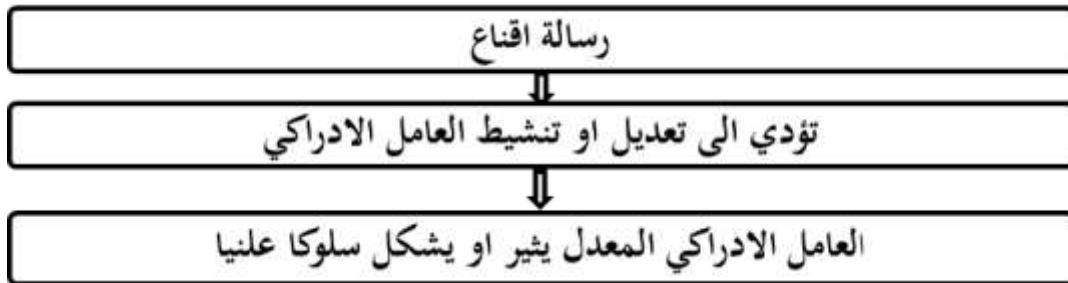 رسالة اقناع
تؤدي الى تعديل او تنشيط العامل الادراكي
العامل الادراكي المعدل يثير او يشكل سلوكا علنيا